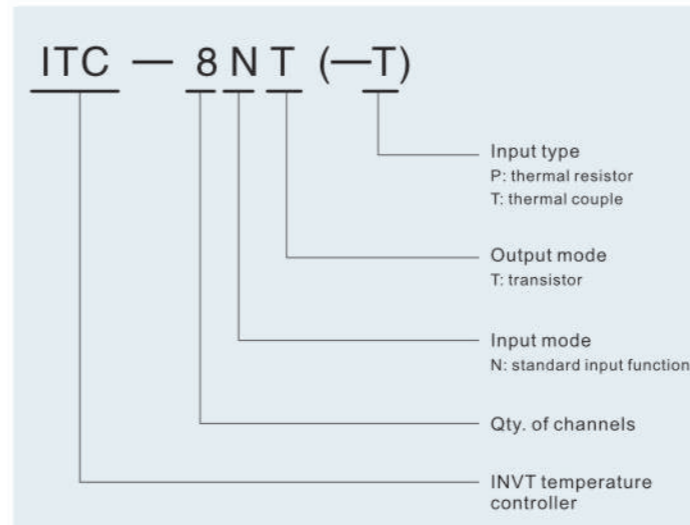 ITC — 8 N T (—T)
Input type
P: thermal resistor
T: thermal couple
Output mode
T: transistor
Input mode
N: standard input function
Qty. of channels
INVT temperature
controller